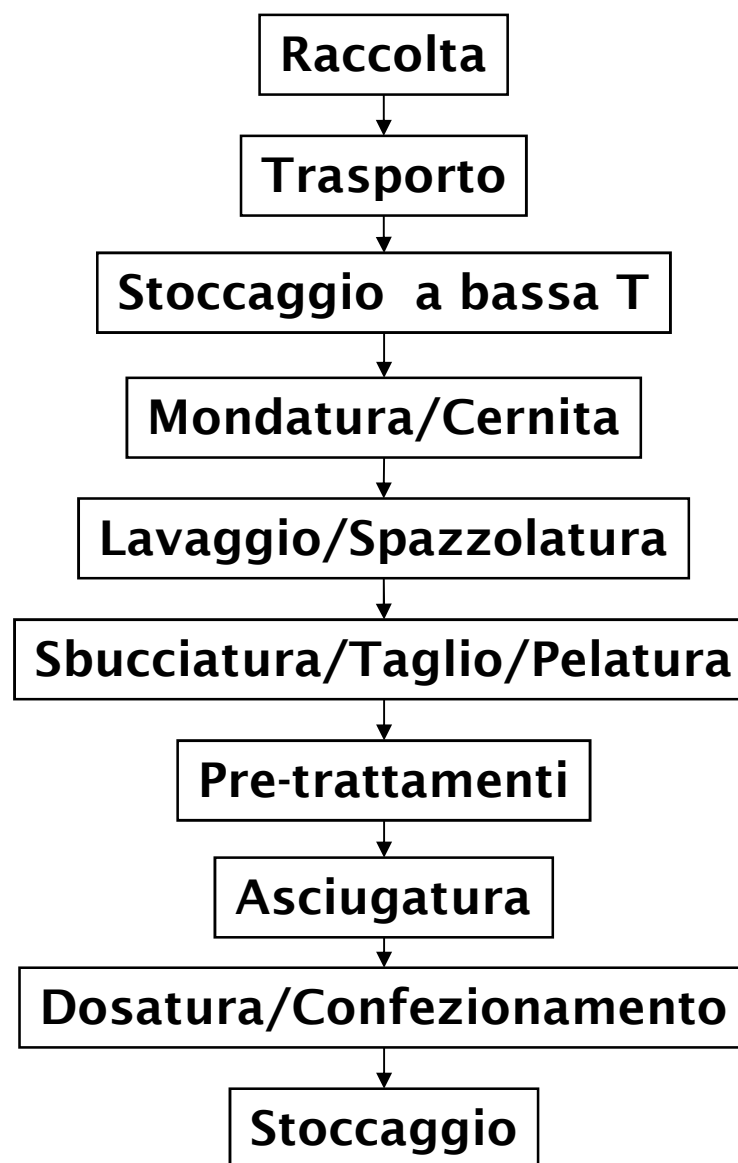 Raccolta
Trasporto
Stoccaggio a bassa T
Mondatura/Cernita
Lavaggio/Spazzolatura
Sbucciatura/Taglio/Pelatura
Pre-trattamenti
Asciugatura
Dosatura/Confezionamento
Stoccaggio